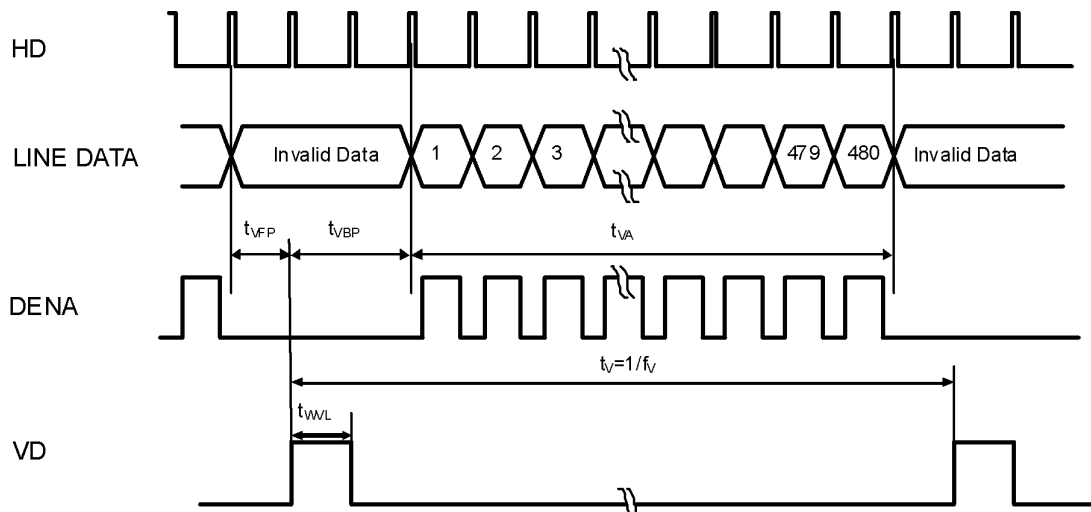 HD
LINE DATA
Invalid Data
1
2
3
479
480
Invalid Data
tVFP
tVBP
tVA
DENA
tV=1/fV
tWVL
VD